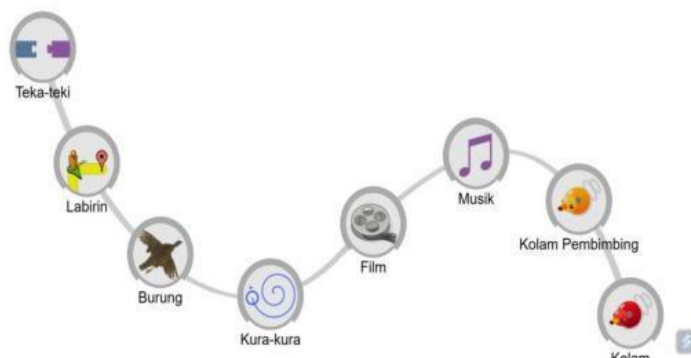 Teka-teki
Labirin
Burung
Kura-kura
Film
Musik
Kolam Pembimbing
Kolam